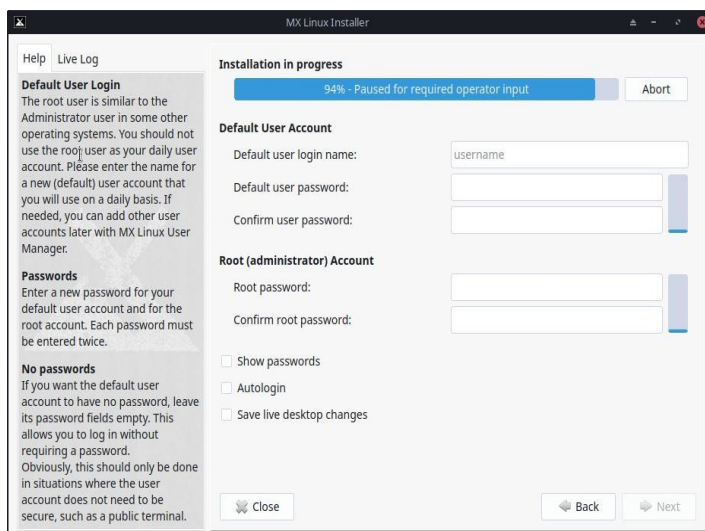 MX Linux Installer
Help
Live Log
Default User Login
The root user is similar to the
Administrator user in some other
operating systems. You should not
use the root user as your daily user
account. Please enter the name for
a new (default) user account that
you will use on a daily basis. If
needed, you can add other user
accounts later with MX Linux User
Manager.
Passwords
Enter a new password for your
default user account and for the
root account. Each password must
be entered twice.
No passwords
If you want the default user
account to have no password, leave
its password fields empty. This
allows you to log in without
requiring a password.
Obviously, this should only be done
in situations where the user
account does not need to be
secure, such as a public terminal.
Installation in progress
94% - Paused for required operator input
Abort
Default User Account
Default user login name:
username
Default user password:
Confirm user password:
Root (administrator) Account
Root password:
Confirm root password:
Show passwords
Autologin
Save live desktop changes
Close
Back
Next